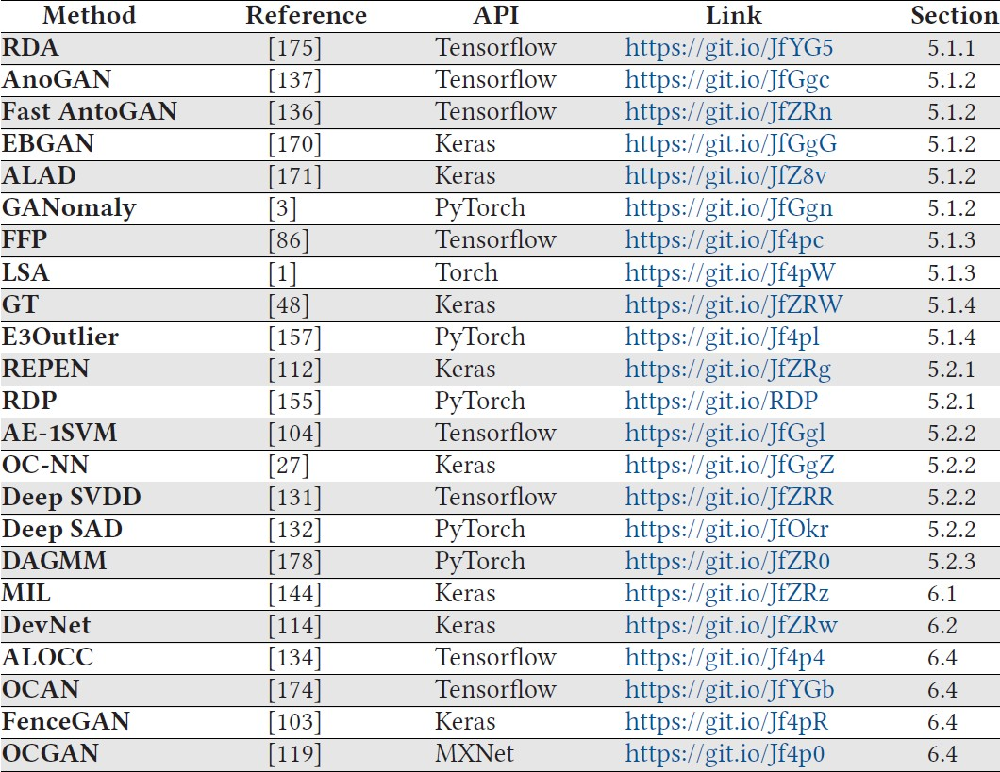 Method Reference API Link Section
RDA [175] Tensorflow https://git.io/JfYG5 5.1.1
AnoGAN [137] Tensorflow https://git.io/JfGgc 5.1.2
Fast AntoGAN [136] Tensorflow https://git.io/JfZRn 5.1.2
EBGAN [170] Keras https://git.io/JfGgG 5.1.2
ALAD [171] Keras https://git.io/JfZ8v 5.1.2
GANomaly [3] PyTorch https://git.io/JfGgn 5.1.2
FFP [86] Tensorflow https://git.io/Jf4pc 5.1.3
LSA [1] Torch https://git.io/Jf4pW 5.1.3
GT [48] Keras https://git.io/JfZRW 5.1.4
E3Outlier [157] PyTorch https://git.io/Jf4pl 5.1.4
REPEN [112] Keras https://git.io/JfZRg 5.2.1
RDP [155] PyTorch https://git.io/RDP 5.2.1
AE-1SVM [104] Tensorflow https://git.io/JfGgl 5.2.2
OC-NN [27] Keras https://git.io/JfGgZ 5.2.2
Deep SVDD [131] Tensorflow https://git.io/JfZRR 5.2.2
Deep SAD [132] PyTorch https://git.io/JfOkr 5.2.2
DAGMM [178] PyTorch https://git.io/JfZR0 5.2.3
MIL [144] Keras https://git.io/JfZRz 6.1
DevNet [114] Keras https://git.io/JfZRw 6.2
ALOCC [134] Tensorflow https://git.io/Jf4p4 6.4
OCAN [174] Tensorflow https://git.io/JfYGb 6.4
FenceGAN [103] Keras https://git.io/Jf4pR 6.4
OCGAN [119] MXNet https://git.io/Jf4p0 6.4